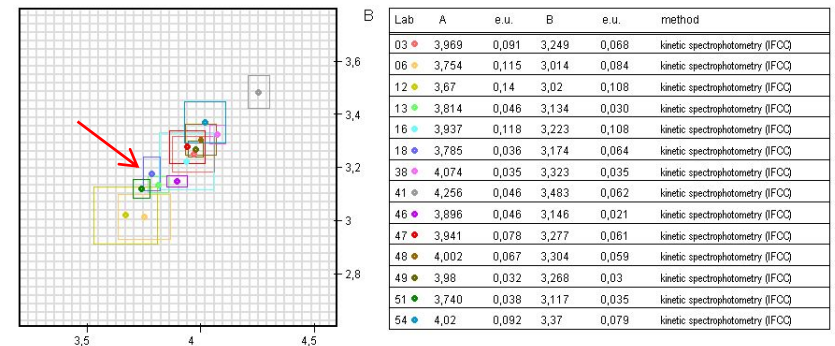 B
3,6
3,4
3,2
3
2,8
3,5 4 4,5
Lab A e.u. B e.u. method
03 3,969 0,091 3,249 0,068 kinetic spectrophotometry (IFCC)
06 3,754 0,115 3,014 0,084 kinetic spectrophotometry (IFCC)
12 3,67 0,14 3,02 0,108 kinetic spectrophotometry (IFCC)
13 3,814 0,046 3,134 0,030 kinetic spectrophotometry (IFCC)
16 3,937 0,118 3,223 0,108 kinetic spectrophotometry (IFCC)
18 3,785 0,036 3,174 0,064 kinetic spectrophotometry (IFCC)
38 4,074 0,035 3,323 0,035 kinetic spectrophotometry (IFCC)
41 4,256 0,046 3,483 0,062 kinetic spectrophotometry (IFCC)
46 3,896 0,046 3,146 0,021 kinetic spectrophotometry (IFCC)
47 3,941 0,078 3,277 0,061 kinetic spectrophotometry (IFCC)
48 4,002 0,067 3,304 0,059 kinetic spectrophotometry (IFCC)
49 3,98 0,032 3,268 0,03 kinetic spectrophotometry (IFCC)
51 3,740 0,038 3,117 0,035 kinetic spectrophotometry (IFCC)
54 4,02 0,092 3,37 0,079 kinetic spectrophotometry (IFCC)